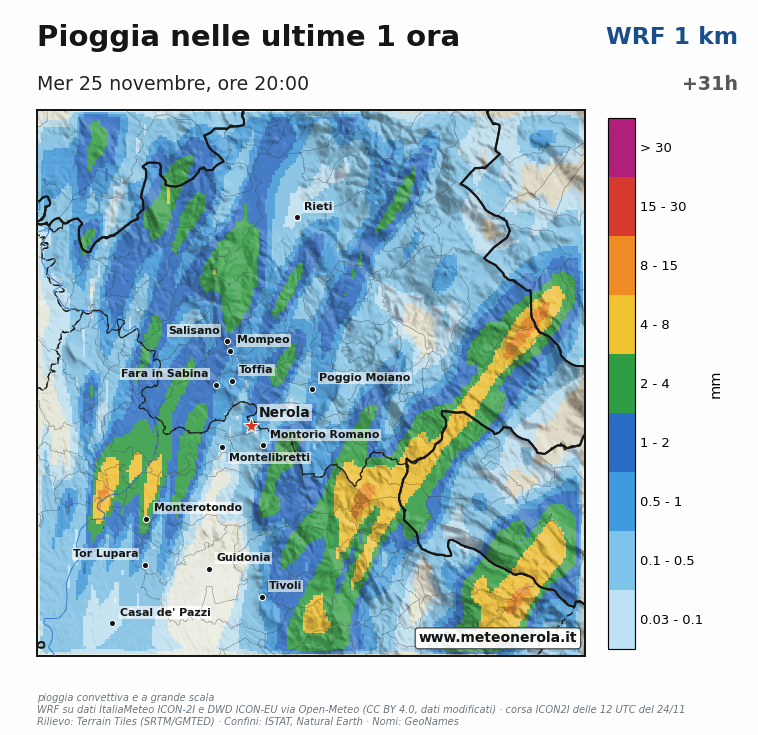 Pioggia nelle ultime 1 ora
WRF 1 km
Mer 25 novembre, ore 20:00
+31h
Rieti
Salisano
Mompeo
Fara in Sabina
Toffia
Poggio Moiano
Nerola
Montorio Romano
Montelibretti
Monterotondo
Tor Lupara
Guidonia
Tivoli
Casal de' Pazzi
www.meteonerola.it
> 30
15 - 30
8 - 15
4 - 8
2 - 4
1 - 2
0.5 - 1
0.1 - 0.5
0.03 - 0.1
mm
pioggia convettiva e a grande scala
WRF su dati ItaliaMeteo ICON-2I e DWD ICON-EU via Open-Meteo (CC BY 4.0, dati modificati) · corsa ICON2I delle 12 UTC del 24/11
Rilievo: Terrain Tiles (SRTM/GMTED) · Confini: ISTAT, Natural Earth · Nomi: GeoNames